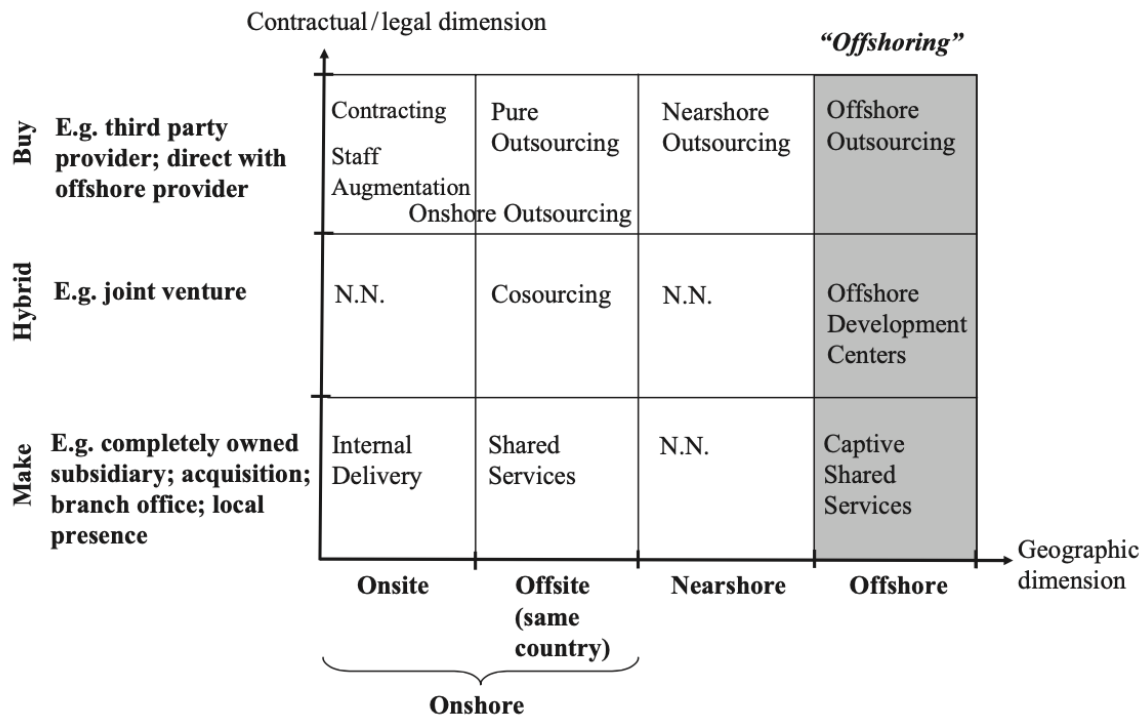 Contractual/legal dimension
“Offshoring”
Buy
E.g. third party
provider; direct with
offshore provider
Contracting
Staff
Augmentation
Pure
Outsourcing
Onshore Outsourcing
Nearshore
Outsourcing
Offshore
Outsourcing
Hybrid
E.g. joint venture
N.N.
Cosourcing
N.N.
Offshore
Development
Centers
Make
E.g. completely owned
subsidiary; acquisition;
branch office; local
presence
Internal
Delivery
Shared
Services
N.N.
Captive
Shared
Services
Geographic
dimension
Onsite
Offsite
(same
country)
Nearshore
Offshore
Onshore